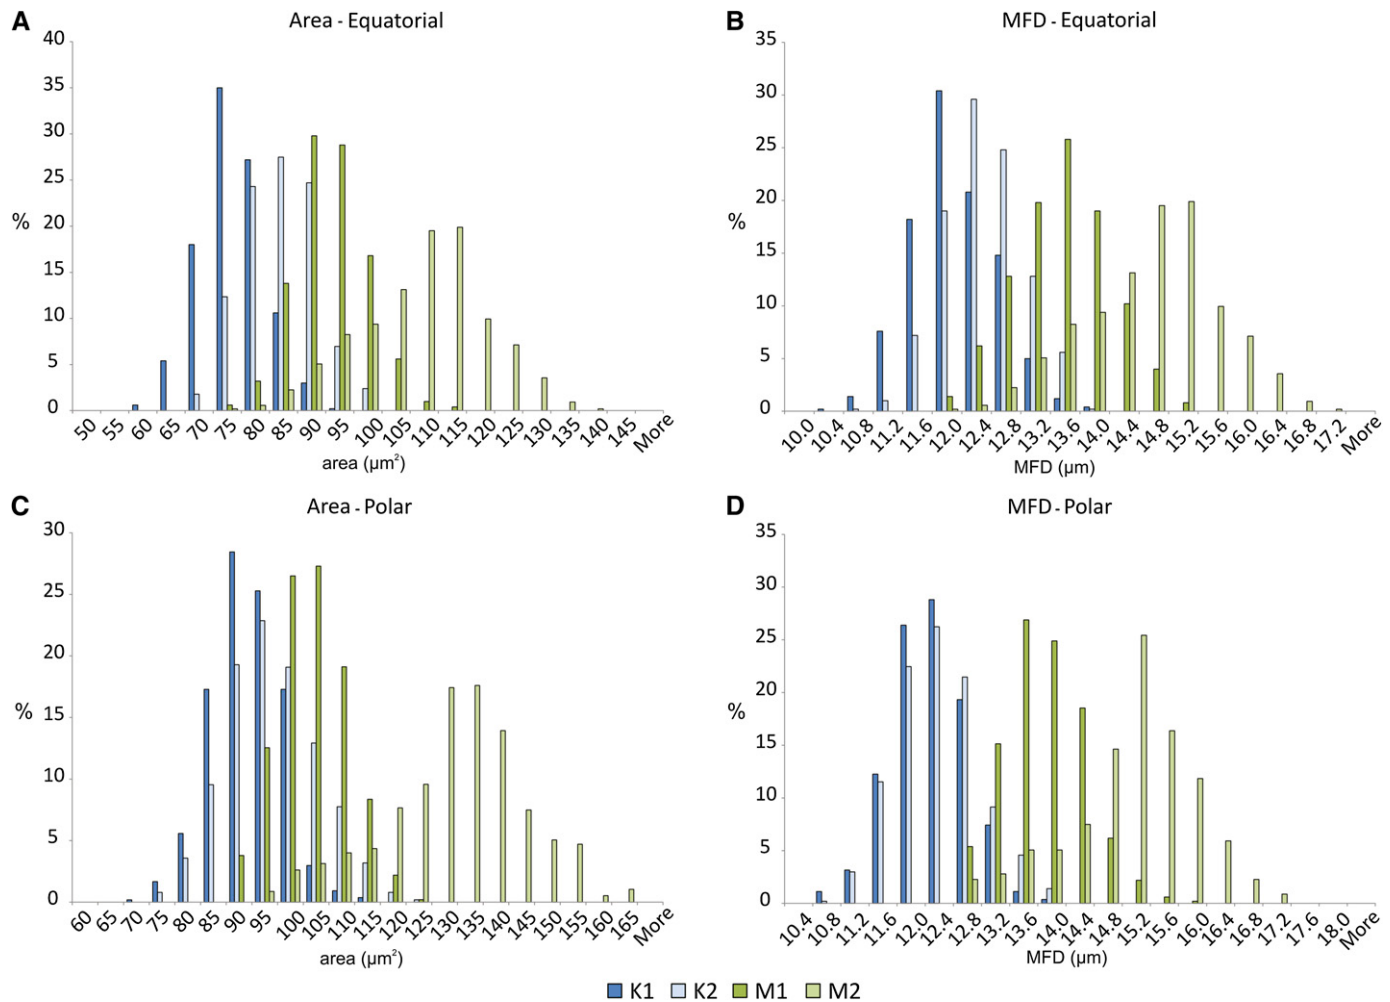 A
Area - Equatorial
40
35
30
25
20
15
10
5
0
%
50 55 60 65 70 75 80 85 90 95 100 105 110 115 120 125 130 135 140 145 More
area (µm²)
B
MFD - Equatorial
35
30
25
20
15
10
5
0
%
10.0 10.4 10.8 11.2 11.6 12.0 12.4 12.8 13.2 13.6 14.0 14.4 14.8 15.2 15.6 16.0 16.4 16.8 17.2 More
MFD (µm)
C
Area - Polar
30
25
20
15
10
5
0
%
60 65 70 75 80 85 90 95 100 105 110 115 120 125 130 135 140 145 150 155 160 165 More
area (µm²)
D
MFD - Polar
35
30
25
20
15
10
5
0
%
10.4 10.8 11.2 11.6 12.0 12.4 12.8 13.2 13.6 14.0 14.4 14.8 15.2 15.6 16.0 16.4 16.8 17.2 17.6 18.0 More
MFD (µm)
K1 K2 M1 M2